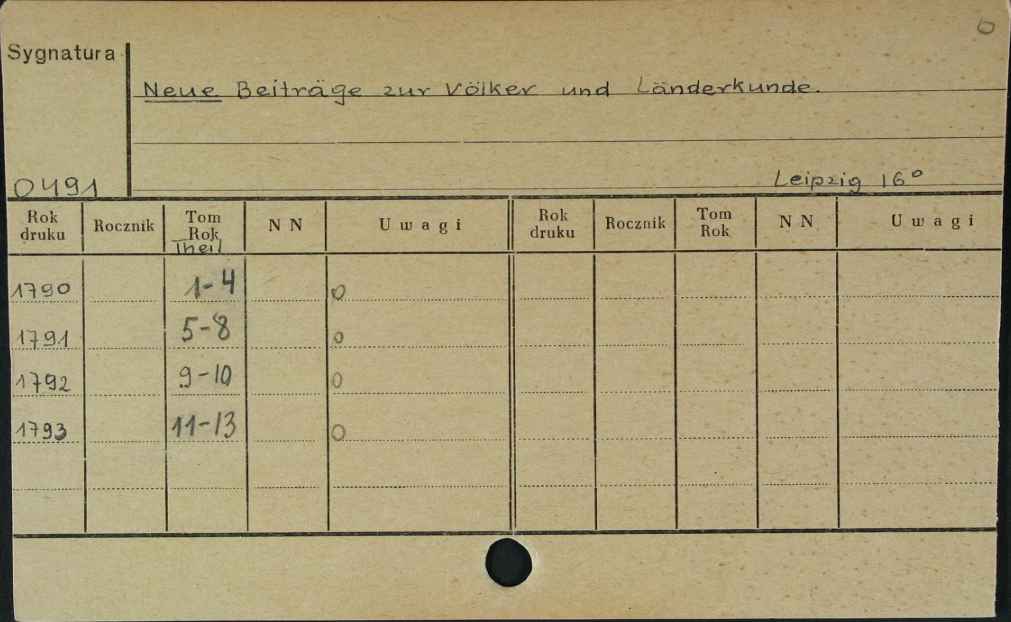 0
Sygnatura
Neue Beiträge zur Völker und Länderkunde.
0491
Leipzig 16°
Rok druku Rocznik Tom Rok Theil N N Uwagi Rok druku Rocznik Tom Rok N N Uwagi
1790 1-4 0
1791 5-8 0
1792 9-10 0
1793 11-13 0